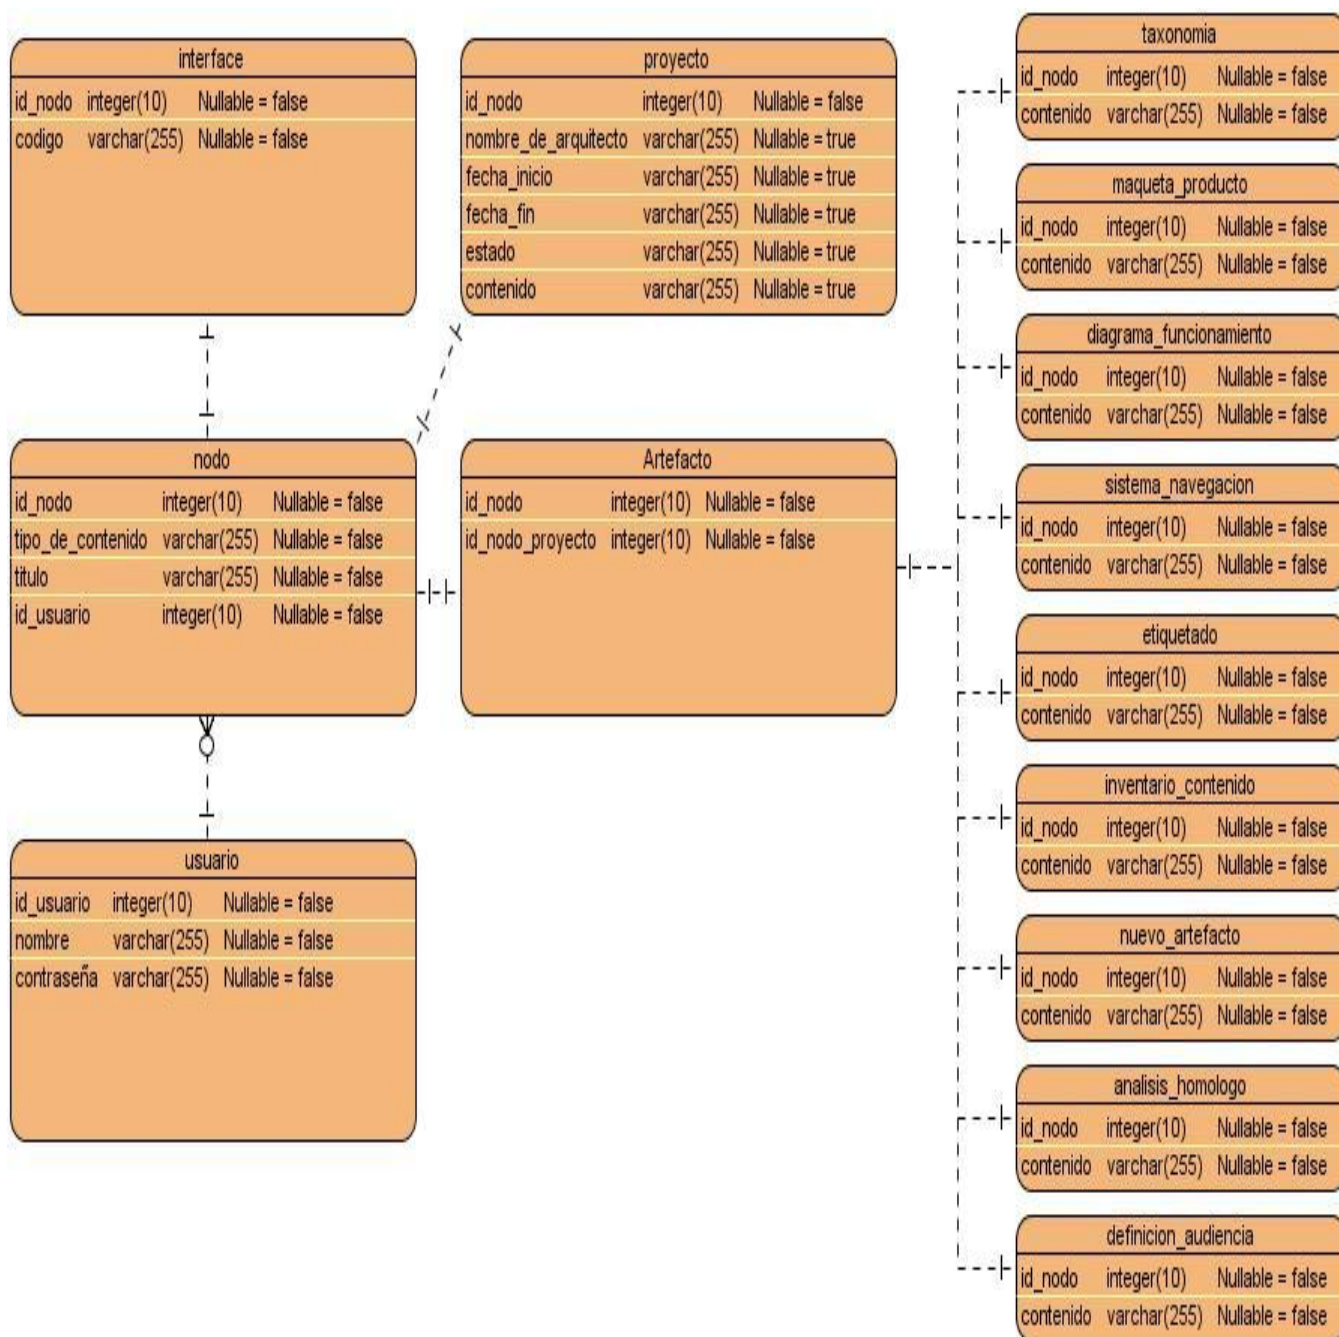 interface
id_nodo integer(10) Nullable = false
codigo varchar(255) Nullable = false
proyecto
id_nodo integer(10) Nullable = false
nombre_de_arquitecto varchar(255) Nullable = true
fecha_inicio varchar(255) Nullable = true
fecha_fin varchar(255) Nullable = true
estado varchar(255) Nullable = true
contenido varchar(255) Nullable = true
nodo
id_nodo integer(10) Nullable = false
tipo_de_contenido varchar(255) Nullable = false
titulo varchar(255) Nullable = false
id_usuario integer(10) Nullable = false
Artefacto
id_nodo integer(10) Nullable = false
id_nodo_proyecto integer(10) Nullable = false
usuario
id_usuario integer(10) Nullable = false
nombre varchar(255) Nullable = false
contraseña varchar(255) Nullable = false
taxonomia
id_nodo integer(10) Nullable = false
contenido varchar(255) Nullable = false
maqueta_producto
id_nodo integer(10) Nullable = false
contenido varchar(255) Nullable = false
diagrama_funcionamiento
id_nodo integer(10) Nullable = false
contenido varchar(255) Nullable = false
sistema_navegacion
id_nodo integer(10) Nullable = false
contenido varchar(255) Nullable = false
etiquetado
id_nodo integer(10) Nullable = false
contenido varchar(255) Nullable = false
inventario_contenido
id_nodo integer(10) Nullable = false
contenido varchar(255) Nullable = false
nuevo_artefacto
id_nodo integer(10) Nullable = false
contenido varchar(255) Nullable = false
analisis_homologo
id_nodo integer(10) Nullable = false
contenido varchar(255) Nullable = false
definicion_audiencia
id_nodo integer(10) Nullable = false
contenido varchar(255) Nullable = false